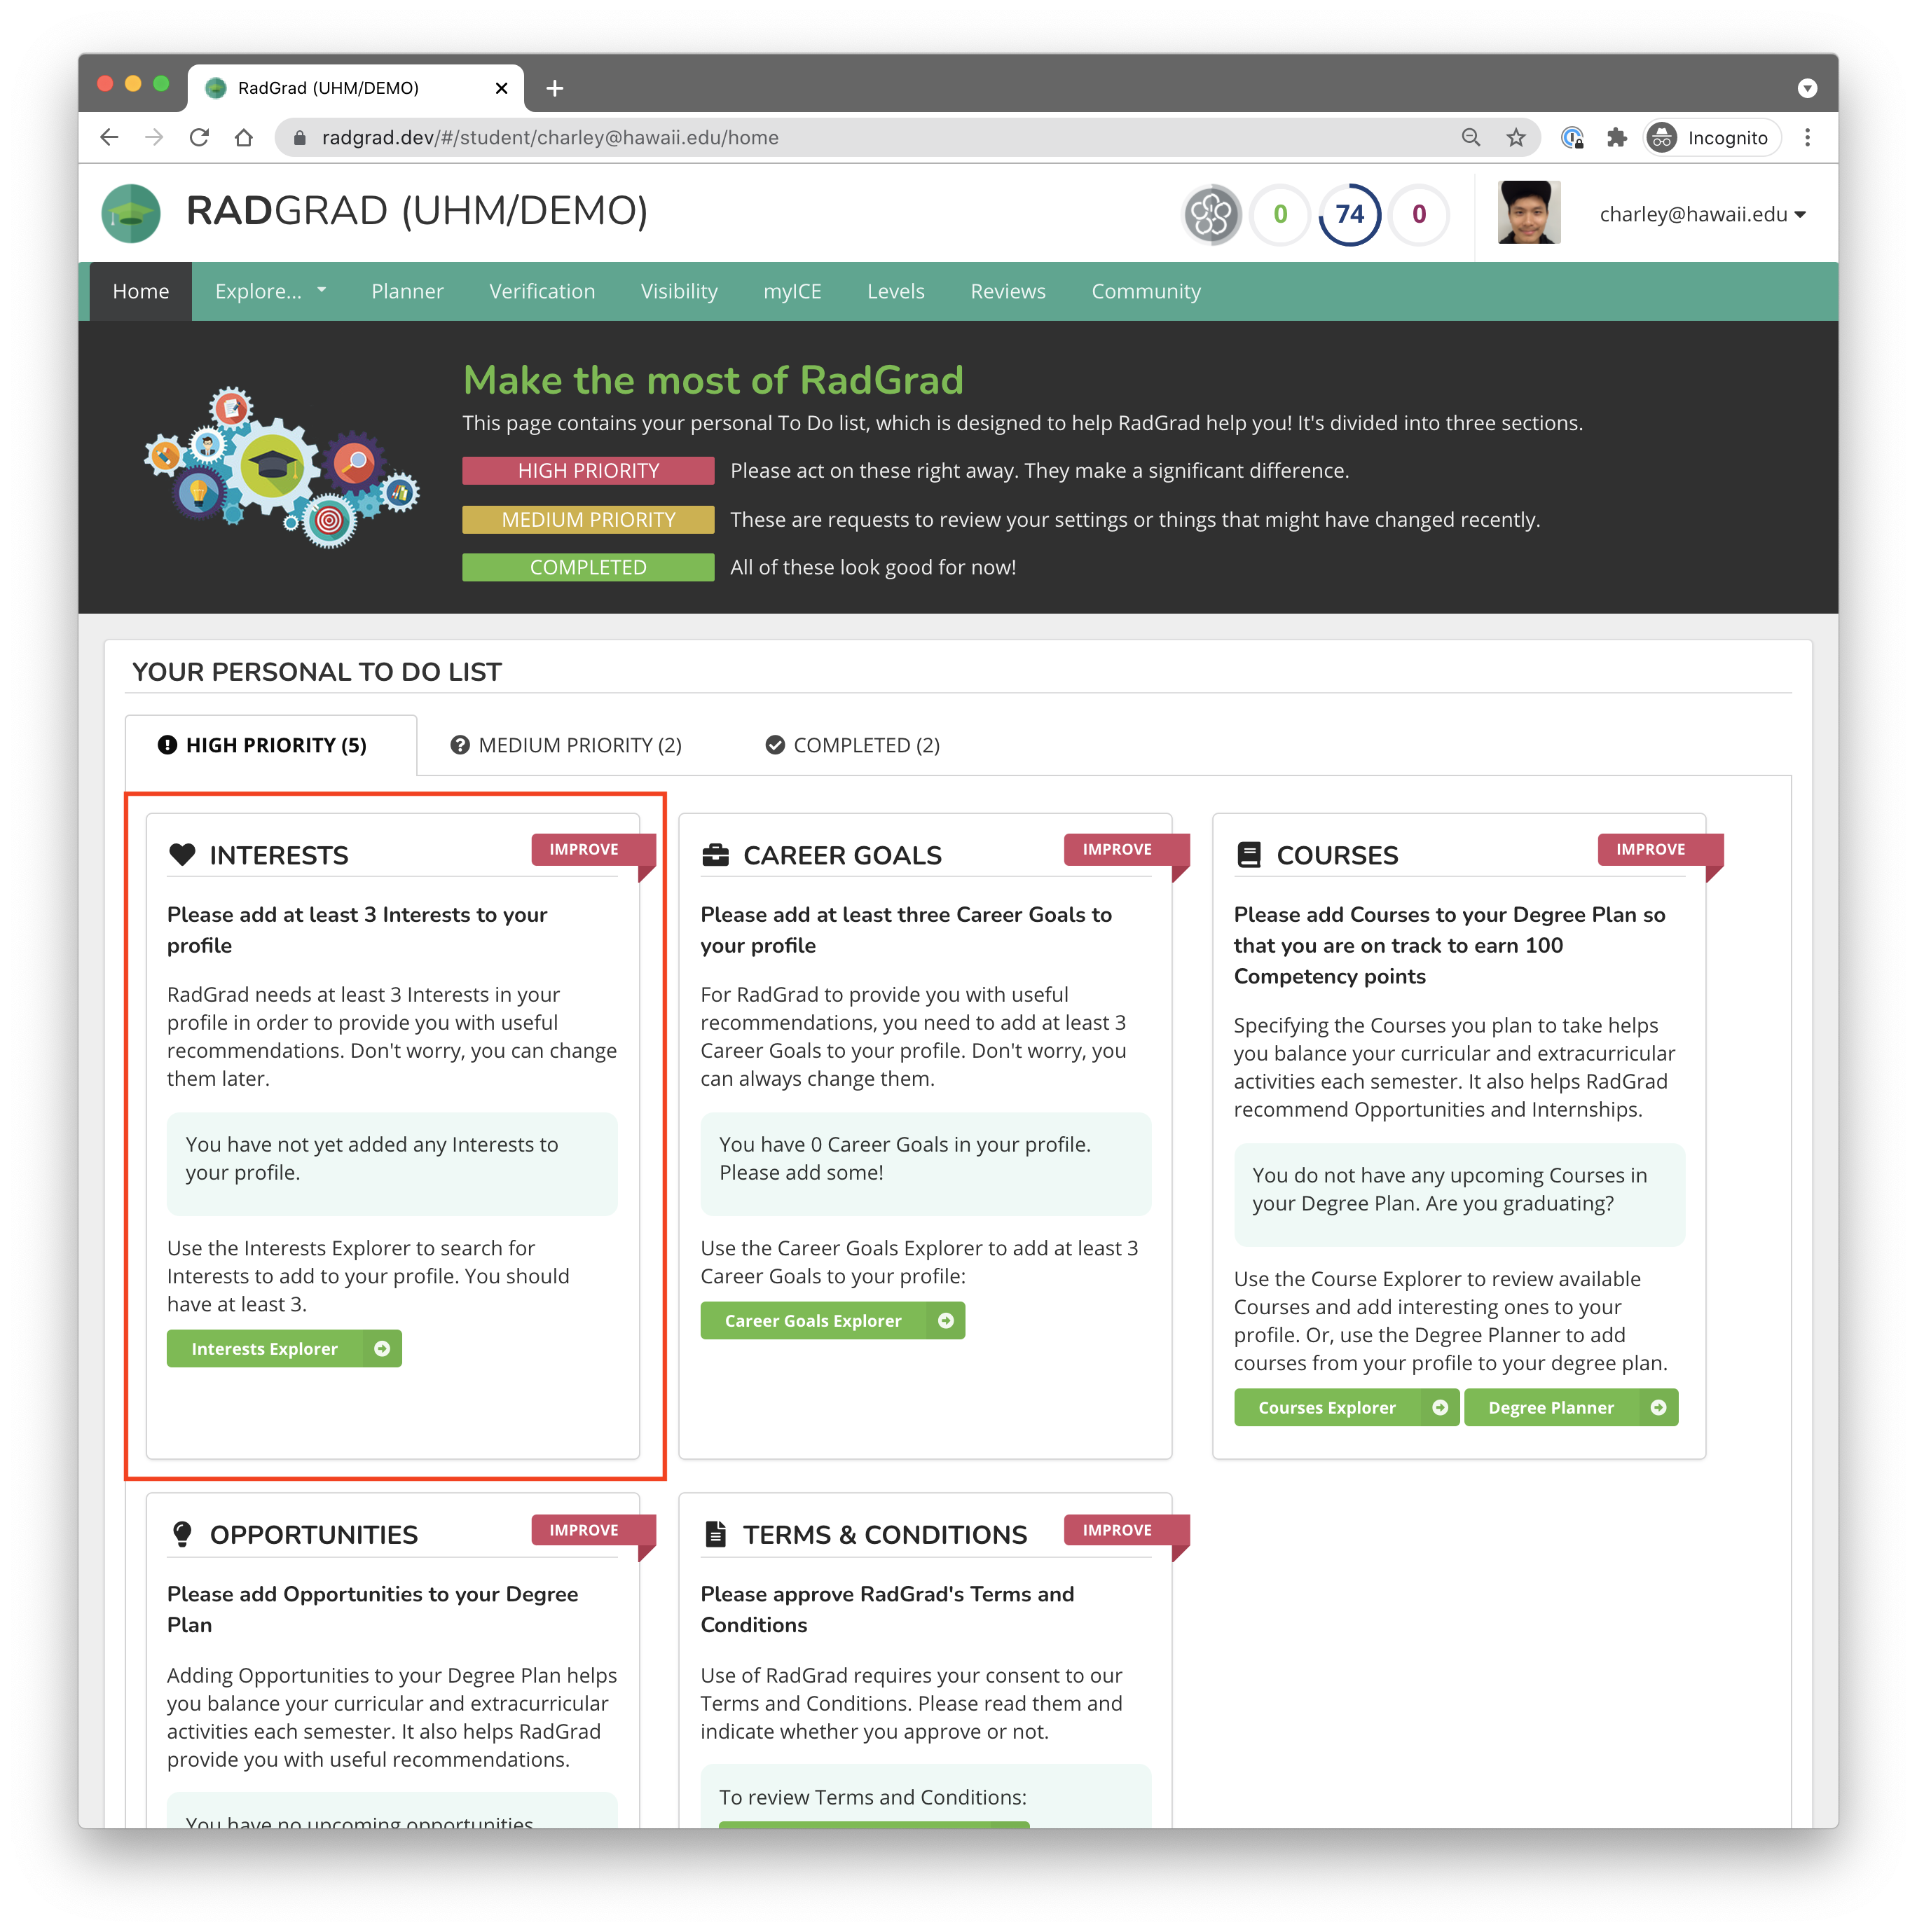 RadGrad (UHM/DEMO)
radgrad.dev/#/student/charley@hawaii.edu/home
Incognito
RADGRAD (UHM/DEMO)
0
74
0
charley@hawaii.edu
Home
Explore...
Planner
Verification
Visibility
myICE
Levels
Reviews
Community
Make the most of RadGrad
This page contains your personal To Do list, which is designed to help RadGrad help you! It's divided into three sections.
HIGH PRIORITY
Please act on these right away. They make a significant difference.
MEDIUM PRIORITY
These are requests to review your settings or things that might have changed recently.
COMPLETED
All of these look good for now!
YOUR PERSONAL TO DO LIST
HIGH PRIORITY (5)
MEDIUM PRIORITY (2)
COMPLETED (2)
INTERESTS
IMPROVE
Please add at least 3 Interests to your
profile
RadGrad needs at least 3 Interests in your
profile in order to provide you with useful
recommendations. Don't worry, you can change
them later.
You have not yet added any Interests to
your profile.
Use the Interests Explorer to search for
Interests to add to your profile. You should
have at least 3.
Interests Explorer
CAREER GOALS
IMPROVE
Please add at least three Career Goals to
your profile
For RadGrad to provide you with useful
recommendations, you need to add at least 3
Career Goals to your profile. Don't worry, you
can always change them.
You have 0 Career Goals in your profile.
Please add some!
Use the Career Goals Explorer to add at least 3
Career Goals to your profile:
Career Goals Explorer
COURSES
IMPROVE
Please add Courses to your Degree Plan so
that you are on track to earn 100
Competency points
Specifying the Courses you plan to take helps
you balance your curricular and extracurricular
activities each semester. It also helps RadGrad
recommend Opportunities and Internships.
You do not have any upcoming Courses in
your Degree Plan. Are you graduating?
Use the Course Explorer to review available
Courses and add interesting ones to your
profile. Or, use the Degree Planner to add
courses from your profile to your degree plan.
Courses Explorer
Degree Planner
OPPORTUNITIES
IMPROVE
Please add Opportunities to your Degree
Plan
Adding Opportunities to your Degree Plan helps
you balance your curricular and extracurricular
activities each semester. It also helps RadGrad
provide you with useful recommendations.
You have no upcoming opportunities
TERMS & CONDITIONS
IMPROVE
Please approve RadGrad's Terms and
Conditions
Use of RadGrad requires your consent to our
Terms and Conditions. Please read them and
indicate whether you approve or not.
To review Terms and Conditions: